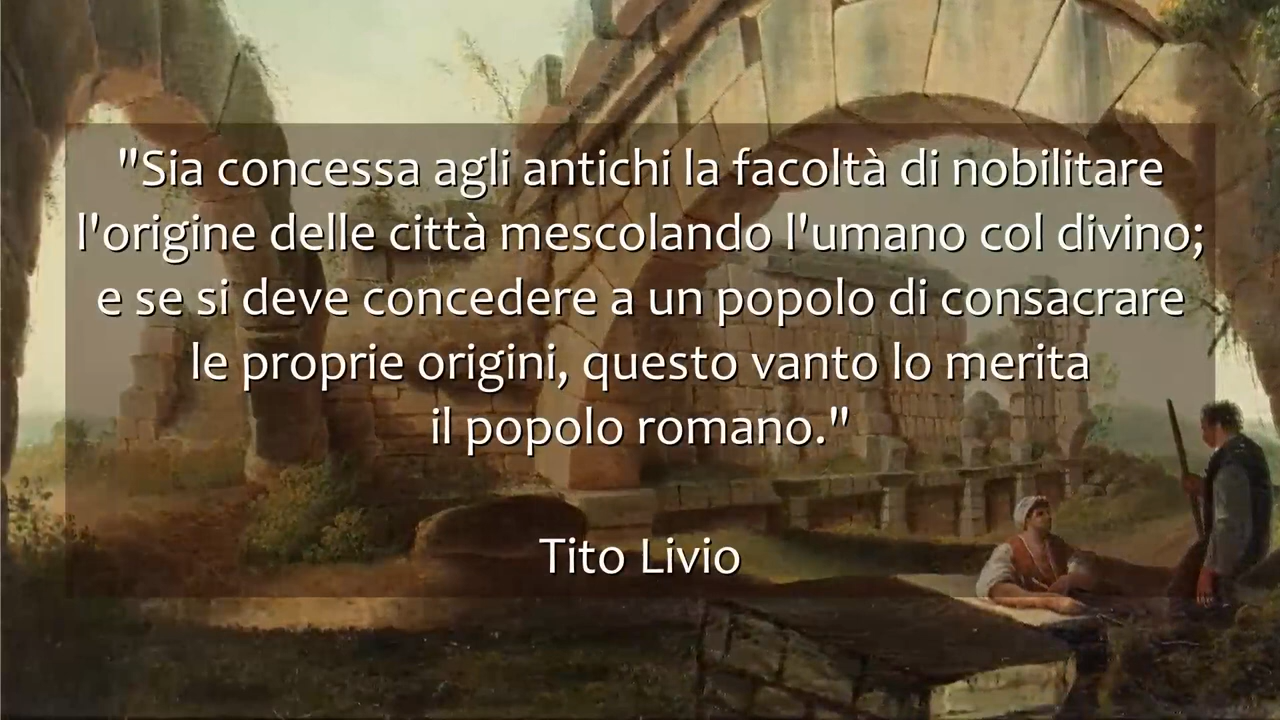 "Sia concessa agli antichi la facoltà di nobilitare
l'origine delle città mescolando l'umano col divino;
e se si deve concedere a un popolo di consacrare
le proprie origini, questo vanto lo merita
il popolo romano."
Tito Livio